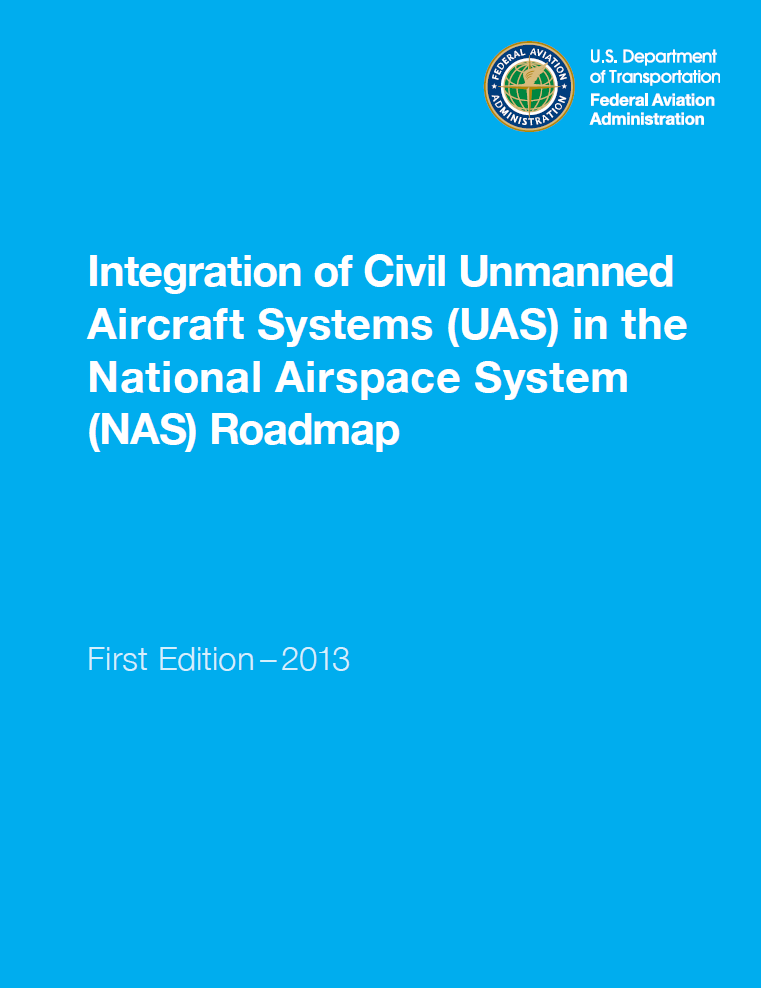 FEDERAL AVIATION
ADMINISTRATION
U.S. Department
of Transportation
Federal Aviation
Administration
Integration of Civil Unmanned
Aircraft Systems (UAS) in the
National Airspace System
(NAS) Roadmap
First Edition – 2013